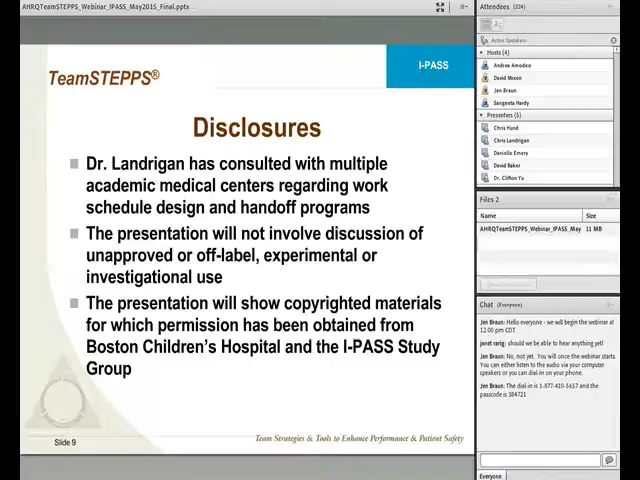 AHRQTeamSTEPPS_Webinar_IPASS_May2015_Final.pptx...
TeamSTEPPS®
I-PASS
Disclosures
Dr. Landrigan has consulted with multiple
academic medical centers regarding work
schedule design and handoff programs
The presentation will not involve discussion of
unapproved or off-label, experimental or
investigational use
The presentation will show copyrighted materials
for which permission has been obtained from
Boston Children's Hospital and the I-PASS Study
Group
Slide 9
Team Strategies & Tools to Enhance Performance & Patient Safety
Attendees (224)
Active Speakers
Hosts (4)
Andrea Amodeo
David Mixon
Jen Braun
Sangeeta Hardy
Presenters (5)
Chris Hund
Chris Landrigan
Danielle Emery
David Baker
Dr. Clifton Yu
Files 2
Name Size
AHRQTeamSTEPPS_Webinar_IPASS_May 11 MB
Chat (Everyone)
Jen Braun: Hello everyone - we will begin the webinar at
12:00 pm CDT
janet rarig: should we be able to hear anything yet?
Jen Braun: No, not yet. You will once the webinar starts.
You can either listen to the audio via your computer
speakers or you can dial-in on your phone.
Jen Braun: The dial-in is 1-877-410-5657 and the
passcode is 384721
Everyone